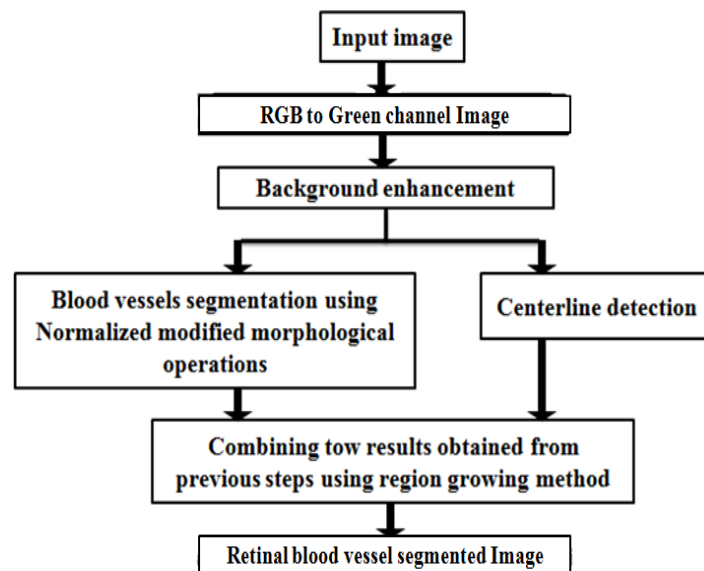 Input image
RGB to Green channel Image
Background enhancement
Blood vessels segmentation using
Normalized modified morphological
operations
Centerline detection
Combining tow results obtained from
previous steps using region growing method
Retinal blood vessel segmented Image